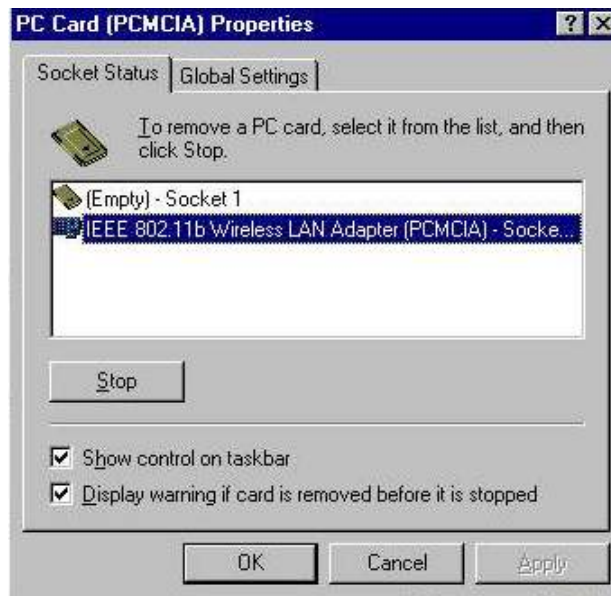 PC Card (PCMCIA) Properties
Socket Status
Global Settings
To remove a PC card, select it from the list, and then
click Stop.
(Empty) - Socket 1
IEEE 802.11b Wireless LAN Adapter (PCMCIA) - Socke...
Stop
Show control on taskbar
Display warning if card is removed before it is stopped
OK
Cancel
Apply